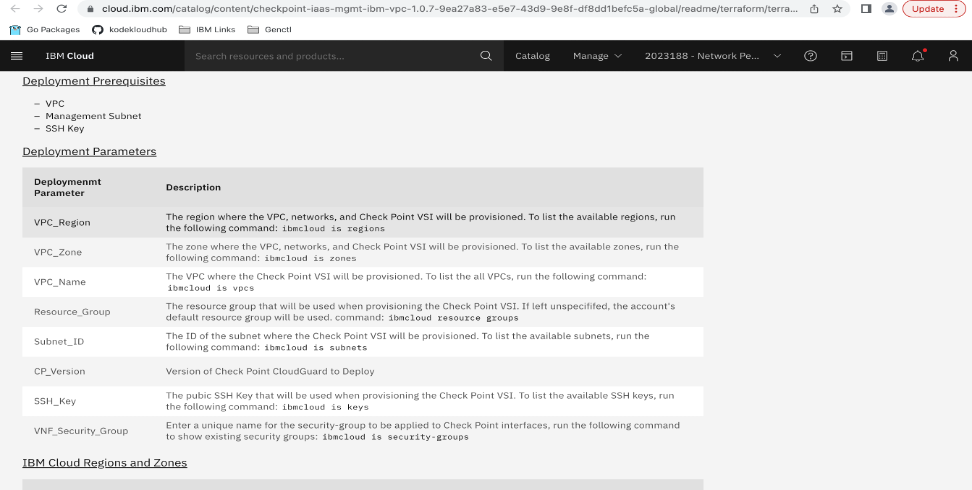 cloud.ibm.com/catalog/content/checkpoint-iaas-mgmt-ibm-vpc-1.0.7-9ea27a83-e5e7-43d9-9e8f-df8dd1befc5a-global/readme/terraform/terra...
Update
Go Packages kodekloudhub IBM Links Genctl
IBM Cloud Search resources and products... Catalog Manage 2023188 - Network Pe...
Deployment Prerequisites
– VPC
– Management Subnet
– SSH Key
Deployment Parameters
Deploymenmt
Parameter
Description
VPC_Region
The region where the VPC, networks, and Check Point VSI will be provisioned. To list the available regions, run
the following command: ibmcloud is regions
VPC_Zone
The zone where the VPC, networks, and Check Point VSI will be provisioned. To list the available zones, run the
following command: ibmcloud is zones
VPC_Name
The VPC where the Check Point VSI will be provisioned. To list the all VPCs, run the following command:
ibmcloud is vpcs
Resource_Group
The resource group that will be used when provisioning the Check Point VSI. If left unspecififed, the account's
default resource group will be used. command: ibmcloud resource groups
Subnet_ID
The ID of the subnet where the Check Point VSI will be provisioned. To list the available subnets, run the
following command: ibmcloud is subnets
CP_Version
Version of Check Point CloudGuard to Deploy
SSH_Key
The pubic SSH Key that will be used when provisioning the Check Point VSI. To list the available SSH keys, run
the following command: ibmcloud is keys
VNF_Security_Group
Enter a unique name for the security-group to be applied to Check Point interfaces, run the following command
to show existing security groups: ibmcloud is security-groups
IBM Cloud Regions and Zones